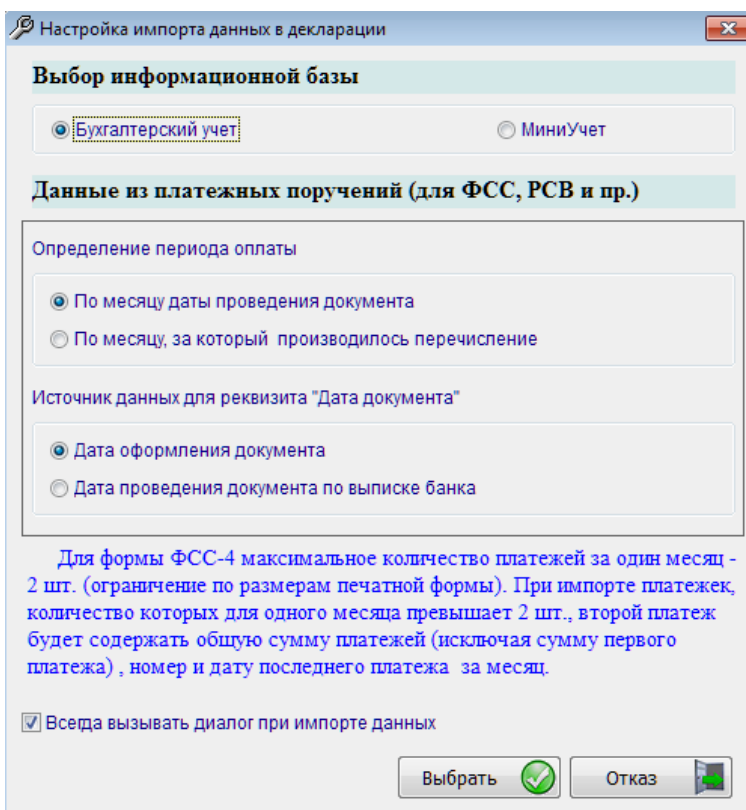 Настройка импорта данных в декларации
Выбор информационной базы
Бухгалтерский учет МиниУчет
Данные из платежных поручений (для ФСС, РСВ и пр.)
Определение периода оплаты
По месяцу даты проведения документа
По месяцу, за который производилось перечисление
Источник данных для реквизита "Дата документа"
Дата оформления документа
Дата проведения документа по выписке банка
Для формы ФСС-4 максимальное количество платежей за один месяц -
2 шт. (ограничение по размерам печатной формы). При импорте платежек,
количество которых для одного месяца превышает 2 шт., второй платеж
будет содержать общую сумму платежей (исключая сумму первого
платежа) , номер и дату последнего платежа за месяц.
Всегда вызывать диалог при импорте данных
Выбрать Отказ